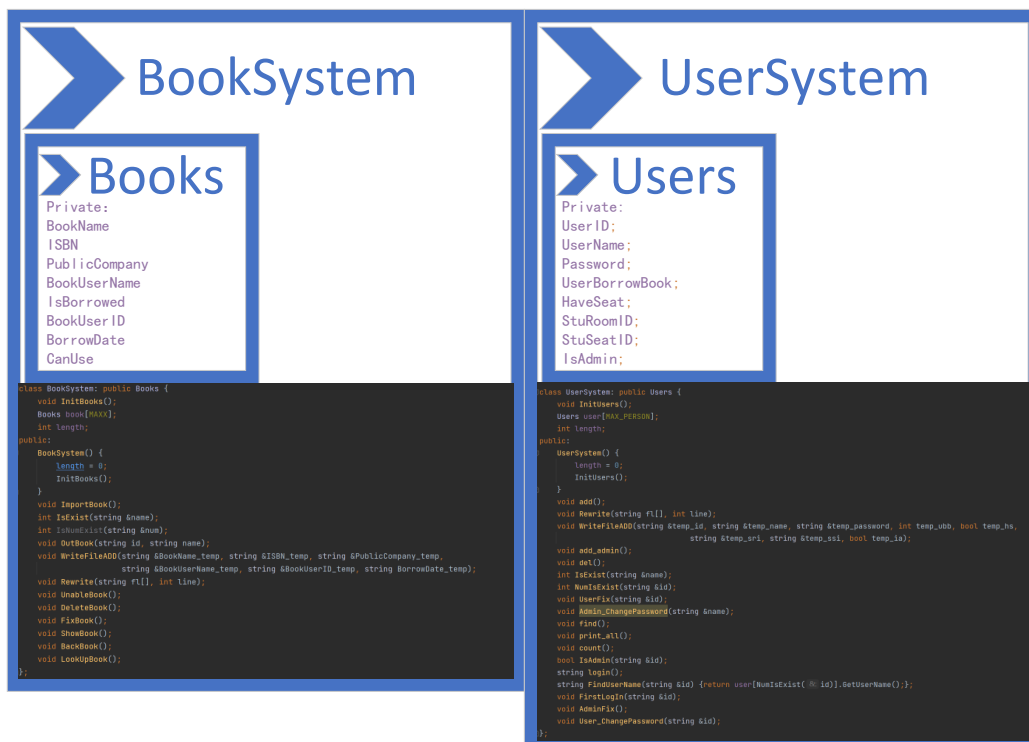 BookSystem
Books
Private:
BookName
ISBN
PublicCompany
BookUserName
IsBorrowed
BookUserID
BorrowDate
CanUse
class BookSystem: public Books {
void InitBooks();
Books book[MAXX];
int length;
public:
BookSystem() {
length = 0;
InitBooks();
}
void ImportBook();
int IsExist(string &name);
int IsNumExist(string &num);
void OutBook(string id, string name);
void WriteFileADD(string &BookName_temp, string &ISBN_temp, string &PublicCompany_temp,
string &BookUserName_temp, string &BookUserID_temp, string BorrowDate_temp);
void Rewrite(string fl[], int line);
void UnableBook();
void DeleteBook();
void FixBook();
void ShowBook();
void BackBook();
void LookUpBook();
};
UserSystem
Users
Private:
UserID;
UserName;
Password;
UserBorrowBook;
HaveSeat;
StuRoomID;
StuSeatID;
IsAdmin;
class UserSystem: public Users {
void InitUsers();
Users user[MAX_PERSON];
int length;
public:
UserSystem() {
length = 0;
InitUsers();
}
void add();
void Rewrite(string fl[], int line);
void WriteFileADD(string &temp_id, string &temp_name, string &temp_password, int temp_ubb, bool temp_hs,
string &temp_sri, string &temp_ssi, bool temp_ia);
void add_admin();
void del();
int IsExist(string &name);
int NumIsExist(string &id);
void UserFix(string &id);
void Admin_ChangePassword(string &name);
void find();
void print_all();
void count();
bool IsAdmin(string &id);
string login();
string FindUserName(string &id) {return user[NumIsExist( id)].GetUserName();};
void FirstLogIn(string &id);
void AdminFix();
void User_ChangePassword(string &id);
};